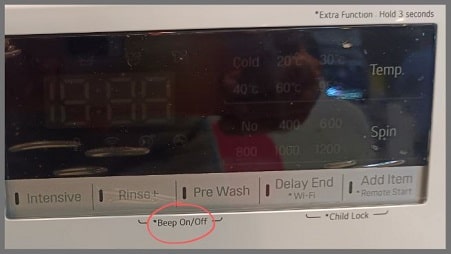 *Extra Function Hold 3 seconds
Cold 20°c 30°c
Temp.
40°c 60°c
No 400 600
Spin
800 1000 1200
Intensive Rinse+ Pre Wash Delay End Add Item
*Wi-Fi *Remote Start
*Beep On/Off *Child Lock